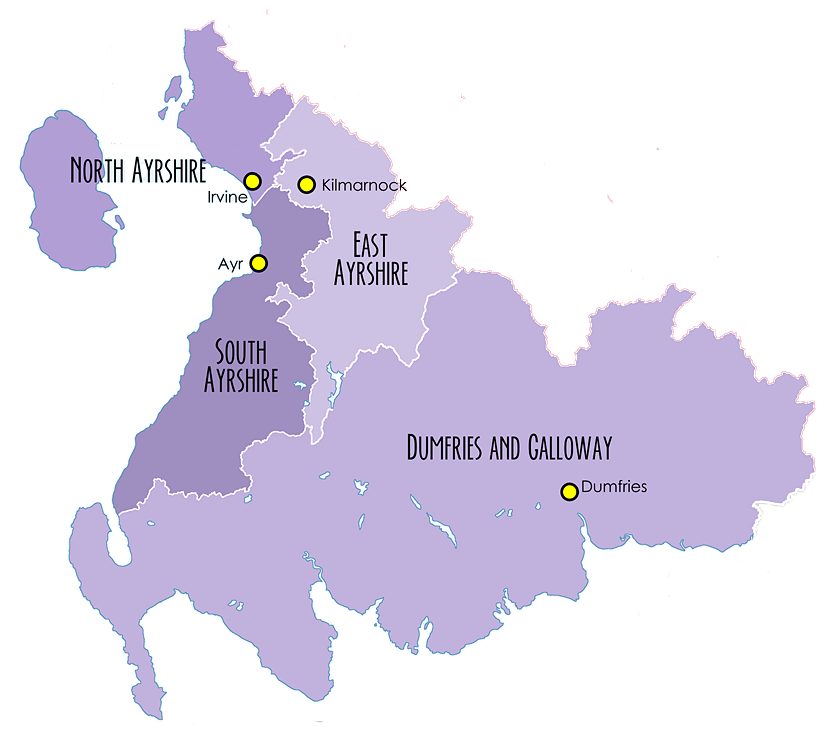 North Ayrshire
Irvine
Kilmarnock
Ayr
East
Ayrshire
South
Ayrshire
Dumfries and Galloway
Dumfries